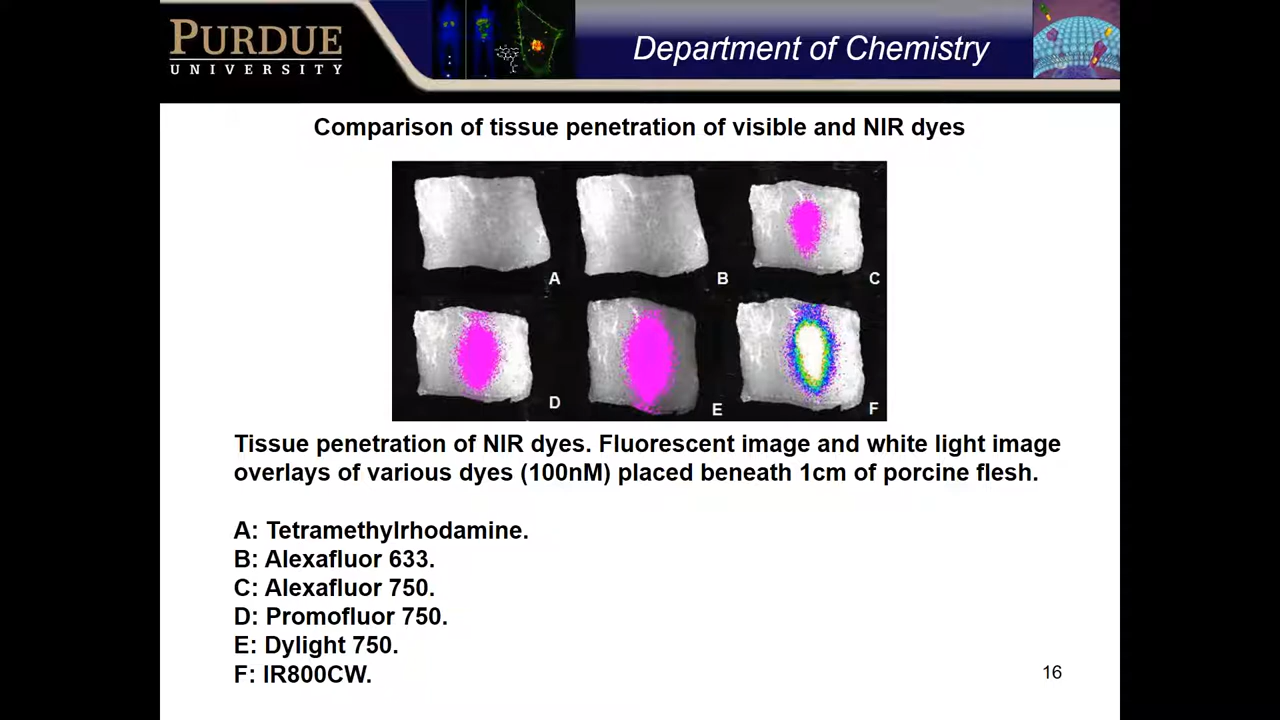 PURDUE
UNIVERSITY
Department of Chemistry
Comparison of tissue penetration of visible and NIR dyes
A
B
C
D
E
F
Tissue penetration of NIR dyes. Fluorescent image and white light image
overlays of various dyes (100nM) placed beneath 1cm of porcine flesh.
A: Tetramethylrhodamine.
B: Alexafluor 633.
C: Alexafluor 750.
D: Promofluor 750.
E: Dylight 750.
F: IR800CW.
16